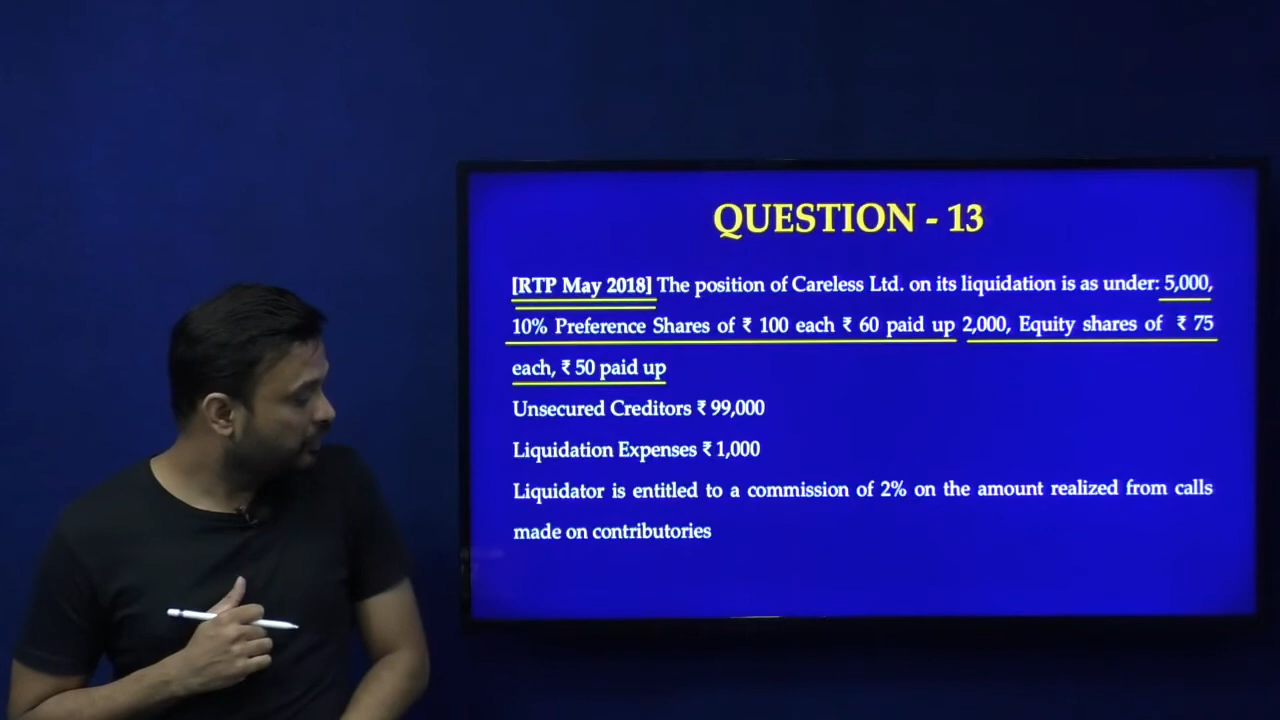 QUESTION - 13
[RTP May 2018] The position of Careless Ltd. on its liquidation is as under: 5,000,
10% Preference Shares of ₹ 100 each ₹ 60 paid up 2,000, Equity shares of ₹ 75
each, ₹ 50 paid up
Unsecured Creditors ₹ 99,000
Liquidation Expenses ₹ 1,000
Liquidator is entitled to a commission of 2% on the amount realized from calls
made on contributories